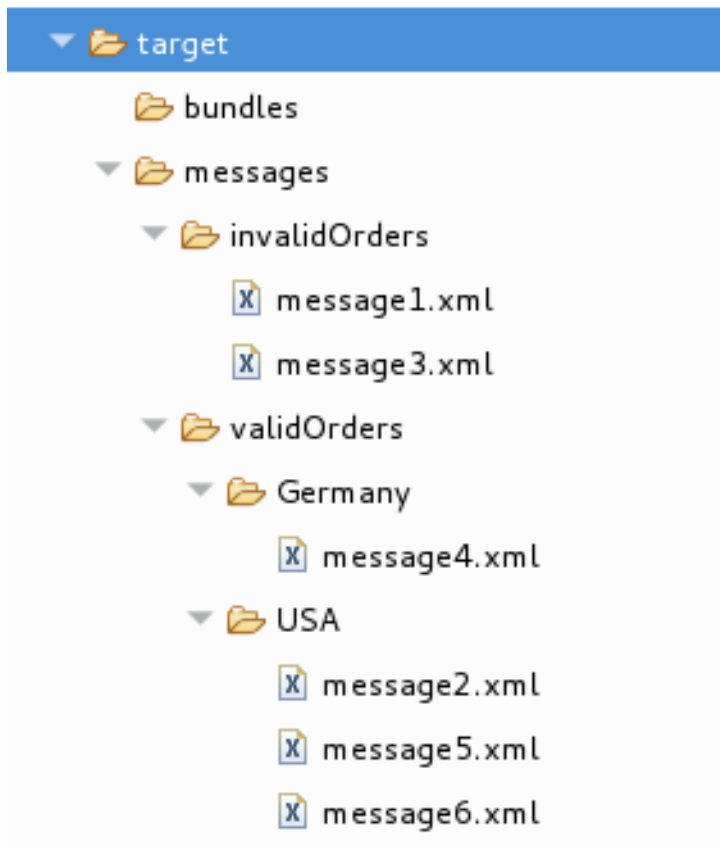 target
bundles
messages
invalidOrders
message1.xml
message3.xml
validOrders
Germany
message4.xml
USA
message2.xml
message5.xml
message6.xml